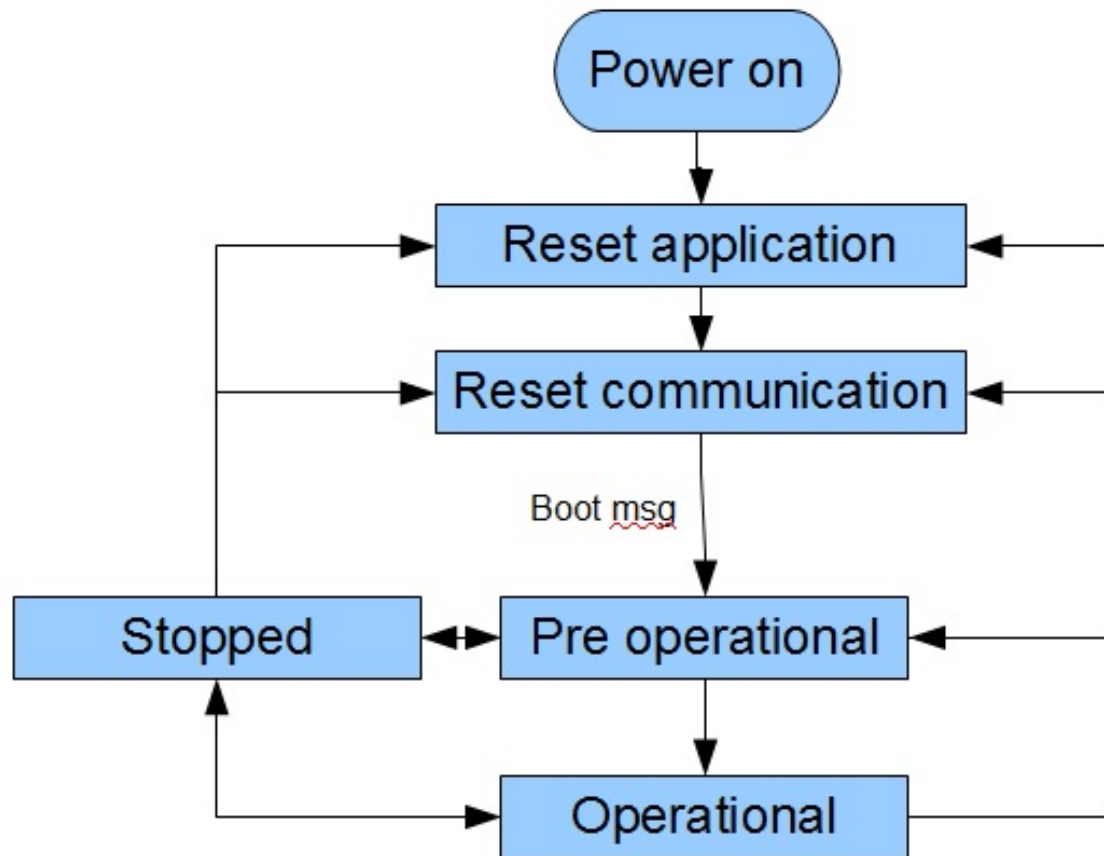 Power on
Reset application
Reset communication
Boot msg
Stopped
Pre operational
Operational